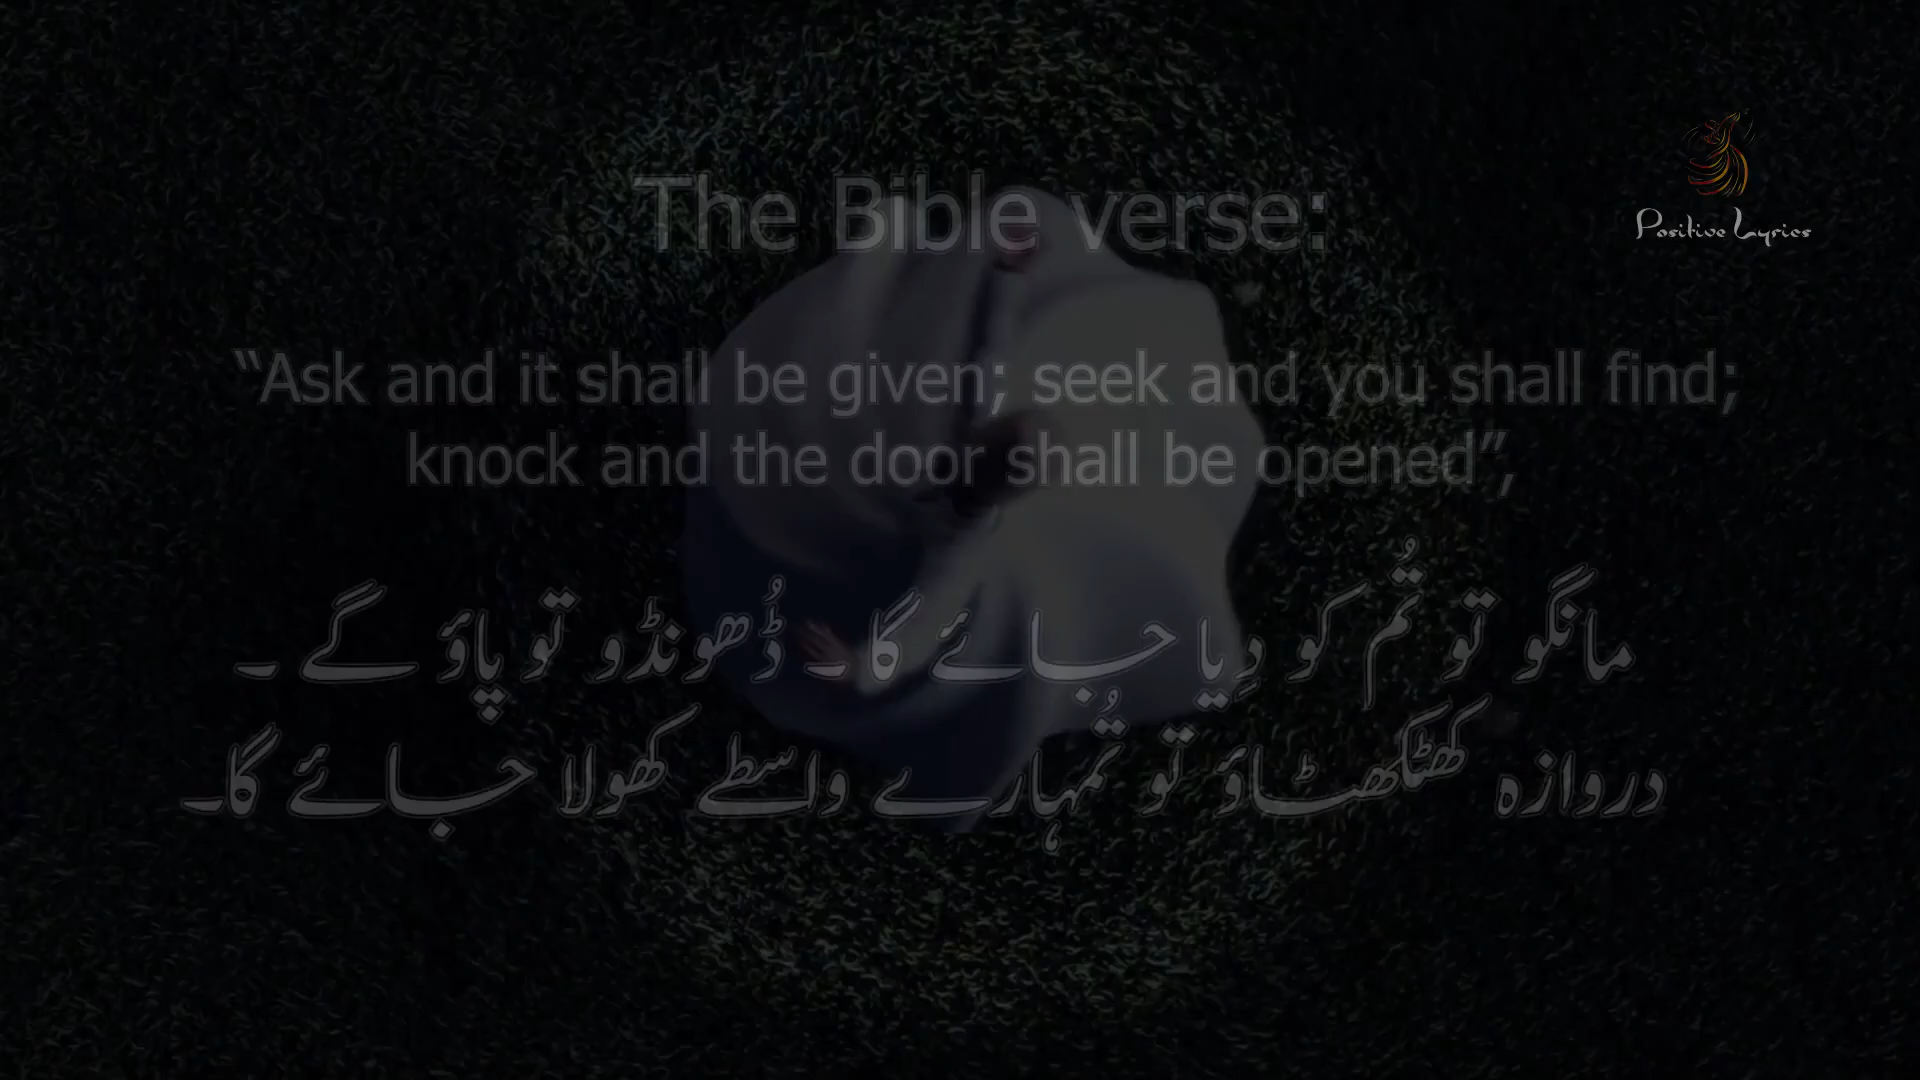 The Bible verse:
Positive Lyrics
“Ask and it shall be given; seek and you shall find;
knock and the door shall be opened”,
مانگو تو تُم کو دِیا جائے گا۔ ڈُھونڈو تو پاؤ گے ۔
دروازہ کھٹکھٹاؤ تو تُمہارے واسطے کھولا جائے گا۔